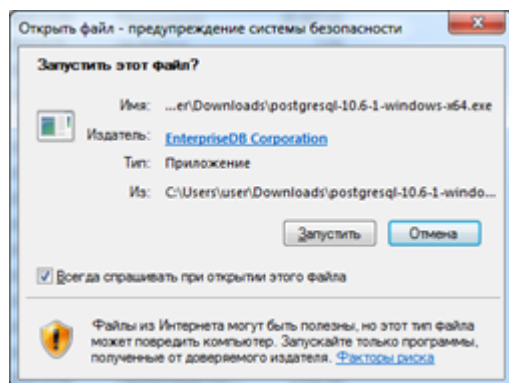 Открыть файл - предупреждение системы безопасности
Запустить этот файл?
Имя: ...er\Downloads\postgresql-10.6-1-windows-x64.exe
Издатель: EnterpriseDB Corporation
Тип: Приложение
Из: C:\Users\user\Downloads\postgresql-10.6-1-windo...
Запустить Отмена
Всегда спрашивать при открытии этого файла
Файлы из Интернета могут быть полезны, но этот тип файла
может повредить компьютер. Запускайте только программы,
полученные от доверяемого издателя. Факторы риска